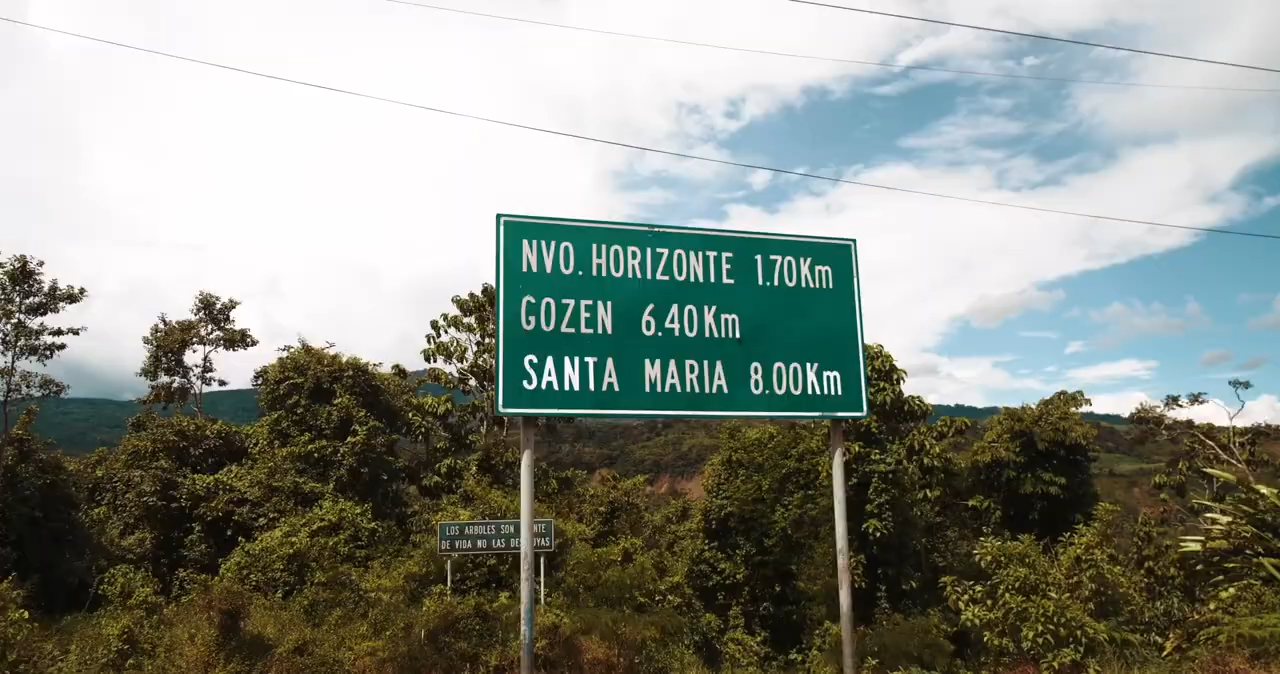 NVO. HORIZONTE 1.70Km
GOZEN 6.40Km
SANTA MARIA 8.00Km
LOS ARBOLES SON
DE VIDA NO LAS